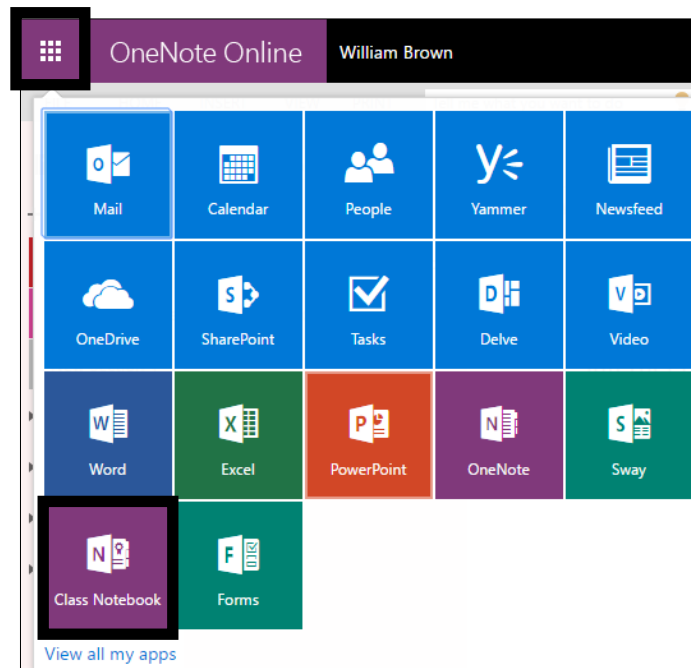 OneNote Online William Brown
Mail Calendar People Yammer Newsfeed
OneDrive SharePoint Tasks Delve Video
Word Excel PowerPoint OneNote Sway
Class Notebook Forms
View all my apps